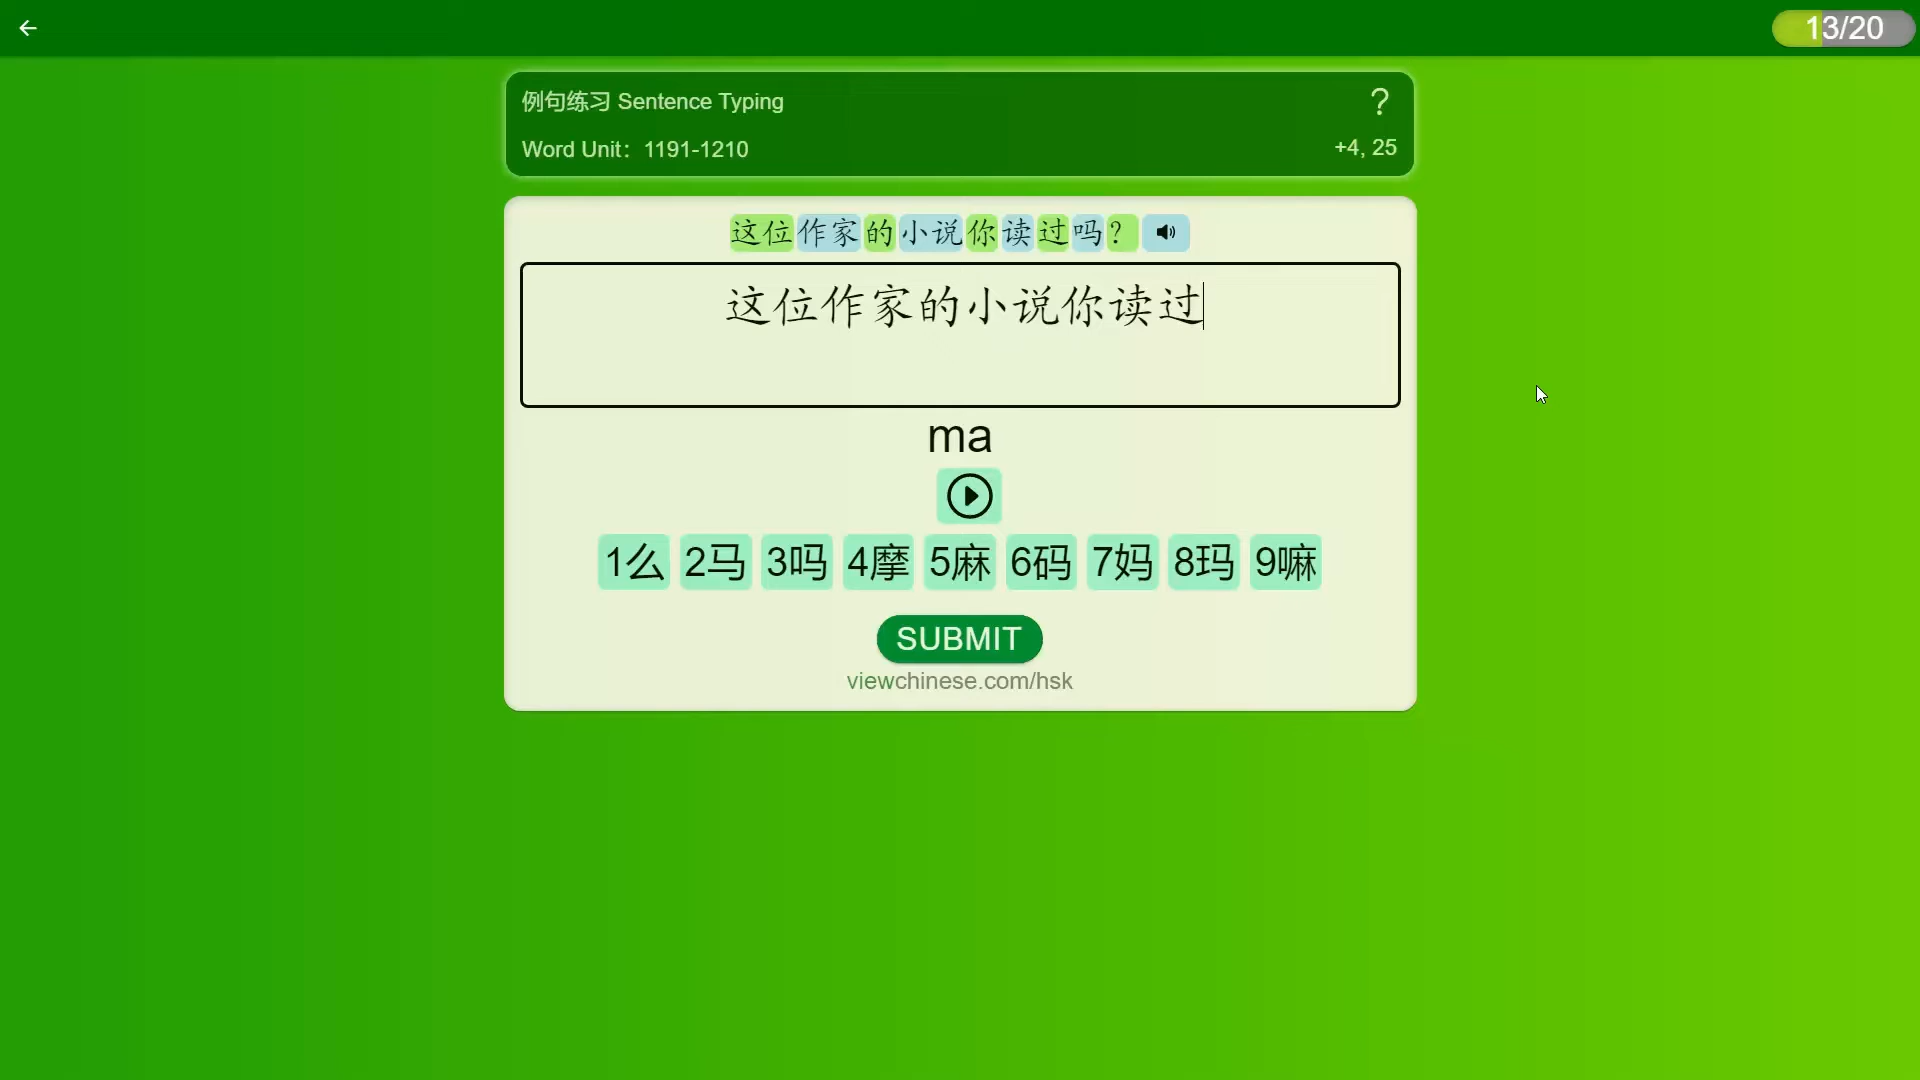 13/20
例句练习 Sentence Typing
?
Word Unit：1191-1210
+4, 25
这位作家的小说你读过吗？
这位作家的小说你读过
ma
1么 2马 3吗 4摩 5麻 6码 7妈 8玛 9嘛
SUBMIT
viewchinese.com/hsk